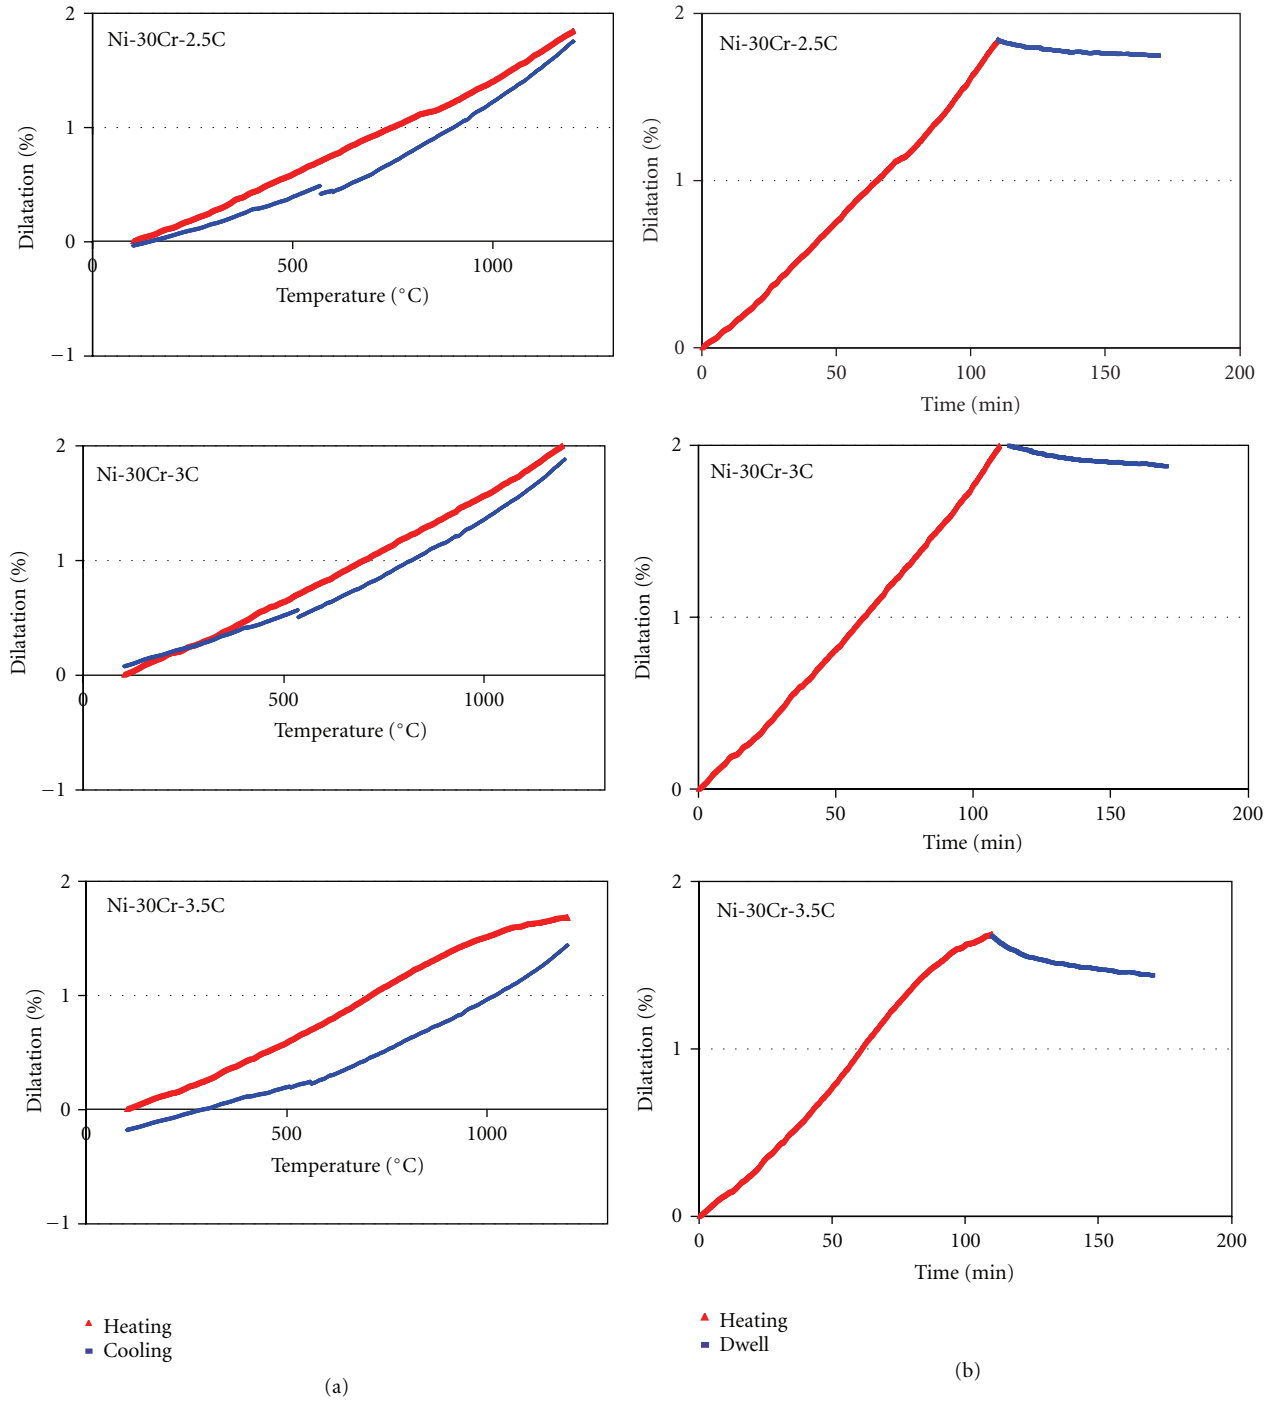 2
Ni-30Cr-2.5C
1
Dilatation (%)
0
0
500
1000
Temperature (°C)
−1
2
Ni-30Cr-2.5C
1
Dilatation (%)
0
0
50
100
150
200
Time (min)
2
Ni-30Cr-3C
1
Dilatation (%)
0
0
500
1000
Temperature (°C)
−1
2
Ni-30Cr-3C
1
Dilatation (%)
0
0
50
100
150
200
Time (min)
2
Ni-30Cr-3.5C
1
Dilatation (%)
0
0
500
1000
Temperature (°C)
−1
2
Ni-30Cr-3.5C
1
Dilatation (%)
0
0
50
100
150
200
Time (min)
Heating
Cooling
(a)
Heating
Dwell
(b)